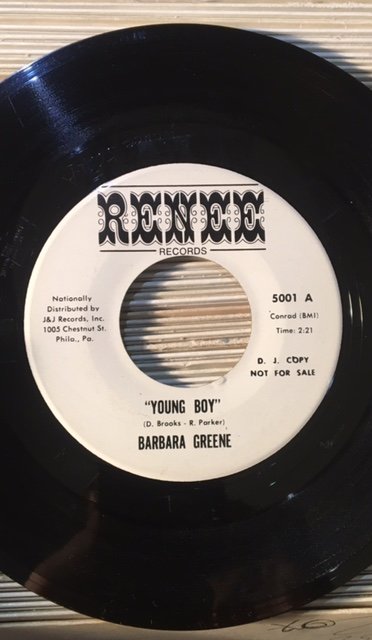 RENEE
RECORDS
Nationally
Distributed by
J&J Records, Inc.
1005 Chestnut St.
Phila., Pa.
5001 A
Conrad (BMI)
Time: 2:21
D. J. COPY
NOT FOR SALE
"YOUNG BOY"
(D. Brooks - R. Parker)
BARBARA GREENE